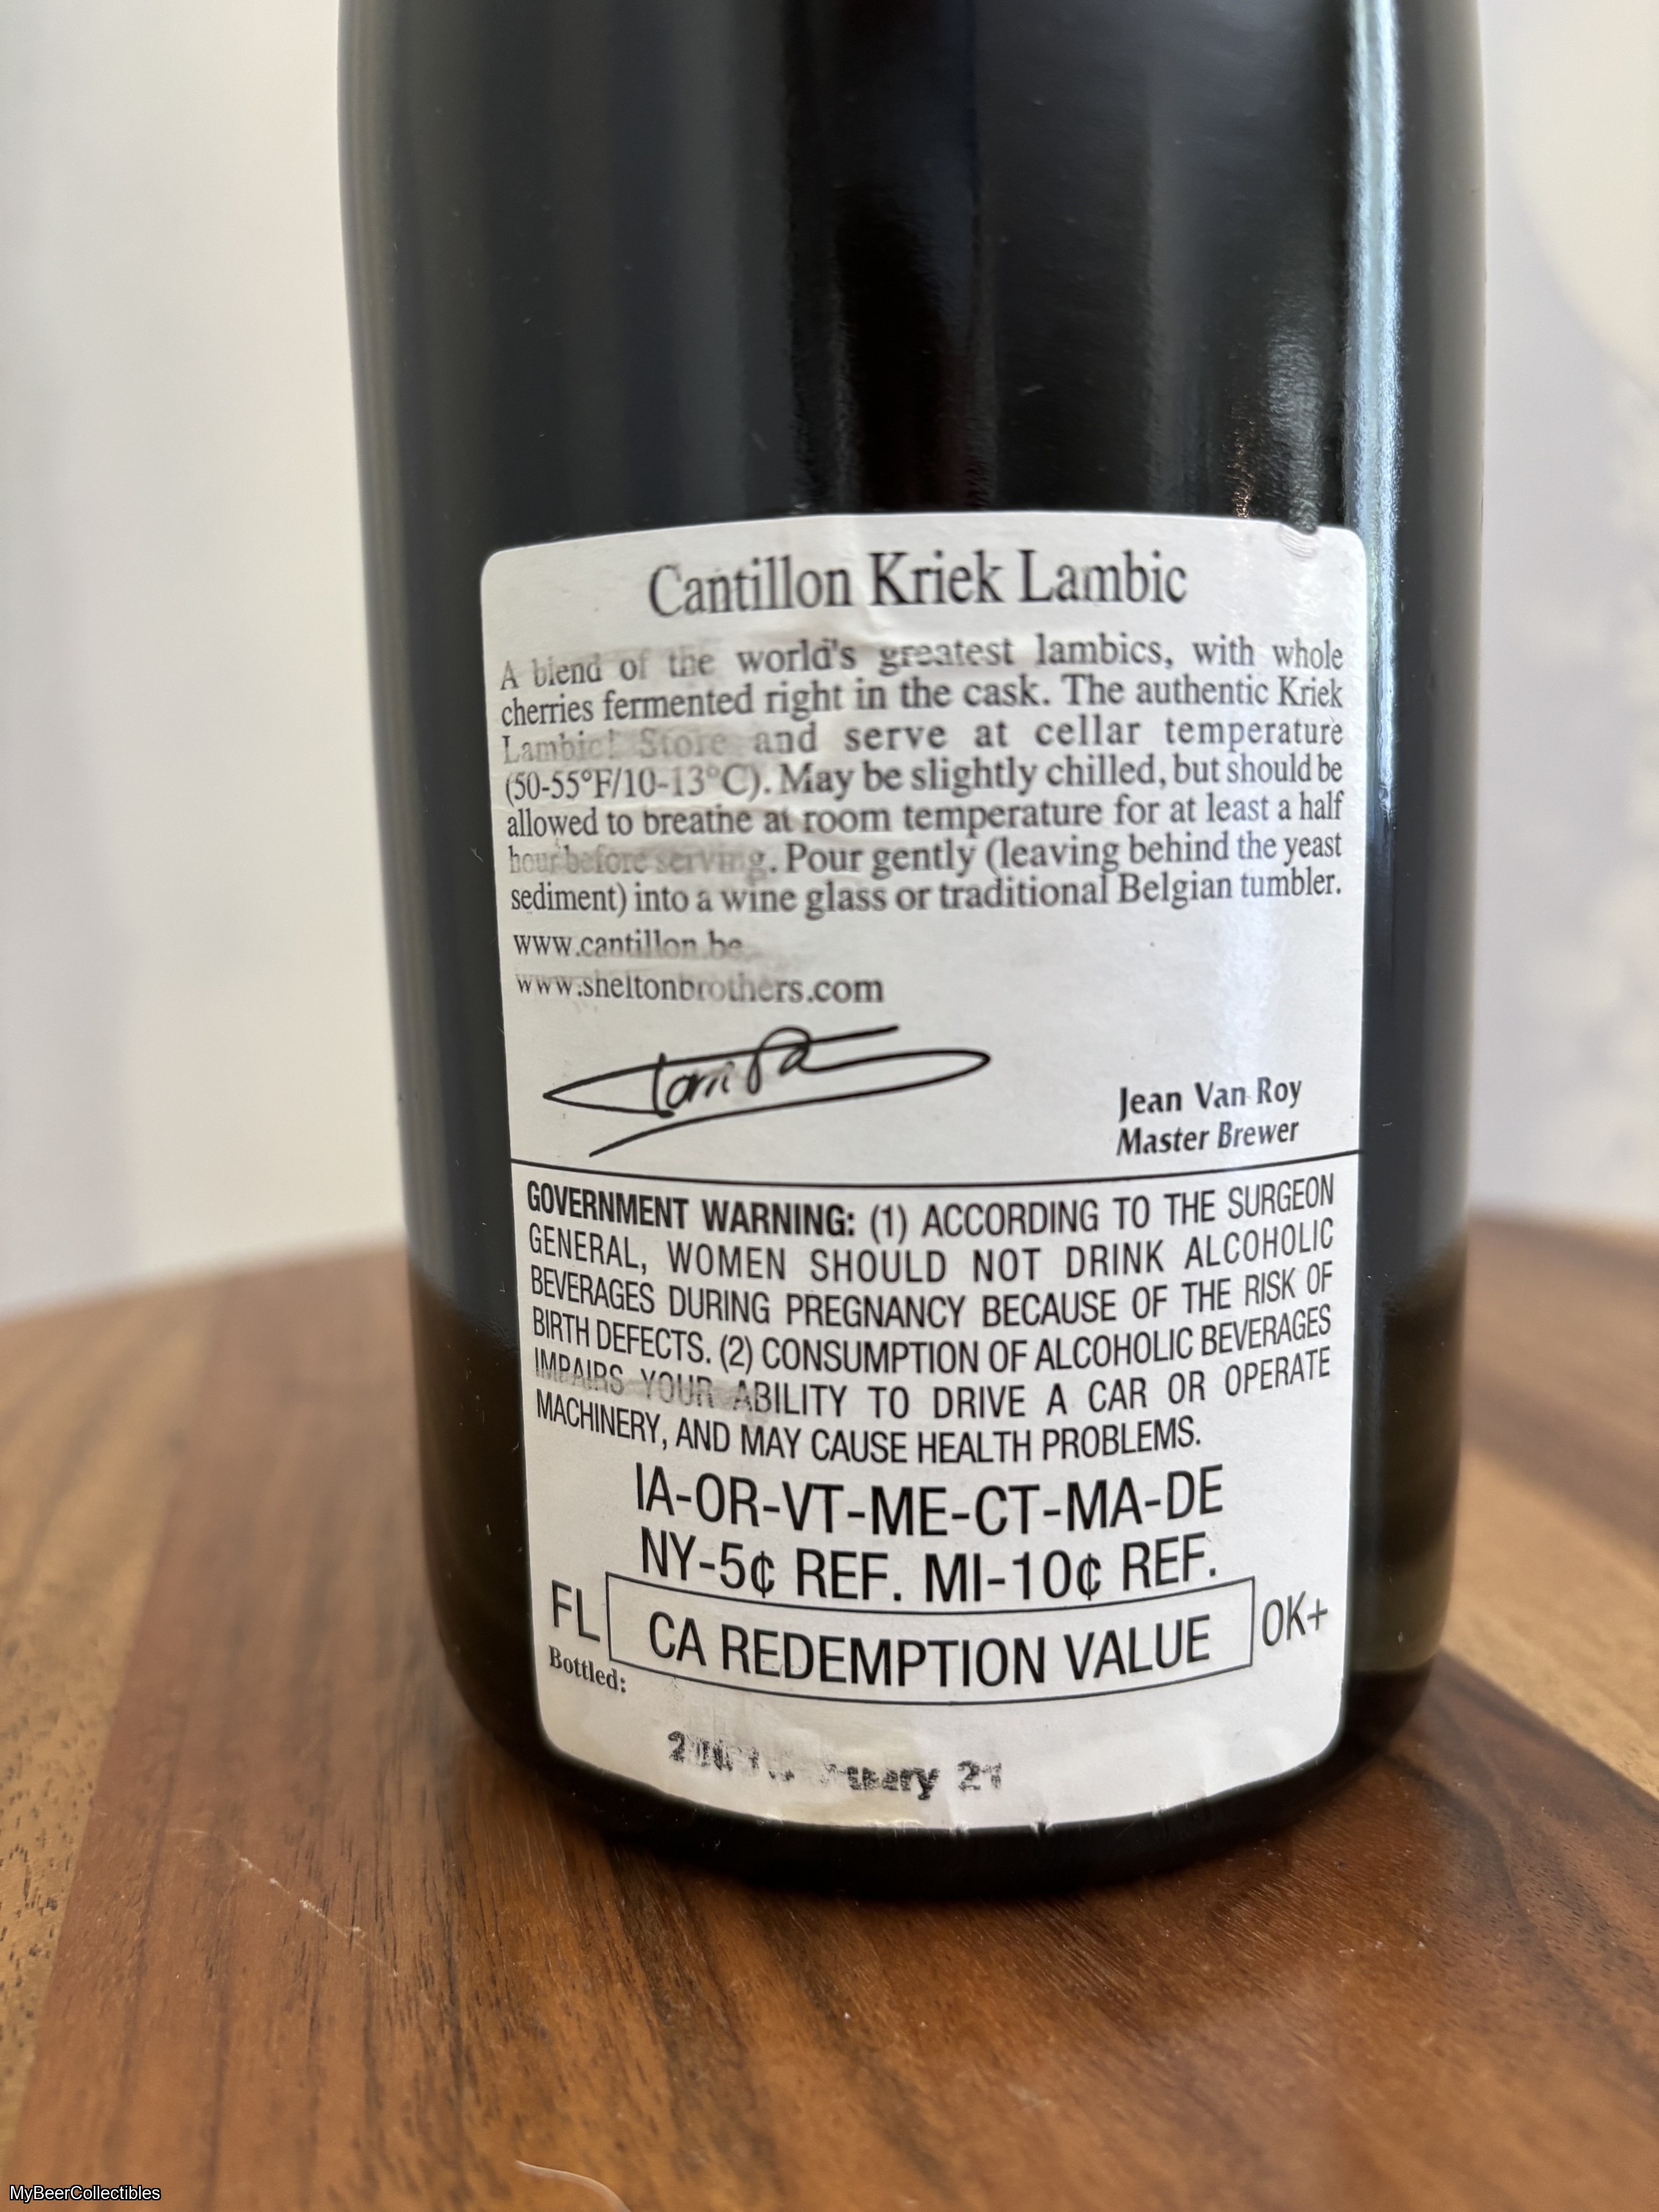 Cantillon Kriek Lambic
A blend of the world's greatest lambics, with whole
cherries fermented right in the cask. The authentic Kriek
Lambic! Store and serve at cellar temperature
(50-55°F/10-13°C). May be slightly chilled, but should be
allowed to breathe at room temperature for at least a half
hour before serving. Pour gently (leaving behind the yeast
sediment) into a wine glass or traditional Belgian tumbler.
www.cantillon.be
www.sheltonbrothers.com
Jean Van Roy
Master Brewer
GOVERNMENT WARNING: (1) ACCORDING TO THE SURGEON
GENERAL, WOMEN SHOULD NOT DRINK ALCOHOLIC
BEVERAGES DURING PREGNANCY BECAUSE OF THE RISK OF
BIRTH DEFECTS. (2) CONSUMPTION OF ALCOHOLIC BEVERAGES
IMPAIRS YOUR ABILITY TO DRIVE A CAR OR OPERATE
MACHINERY, AND MAY CAUSE HEALTH PROBLEMS.
IA-OR-VT-ME-CT-MA-DE
NY-5¢ REF. MI-10¢ REF.
FL CA REDEMPTION VALUE OK+
Bottled:
21
MyBeerCollectibles